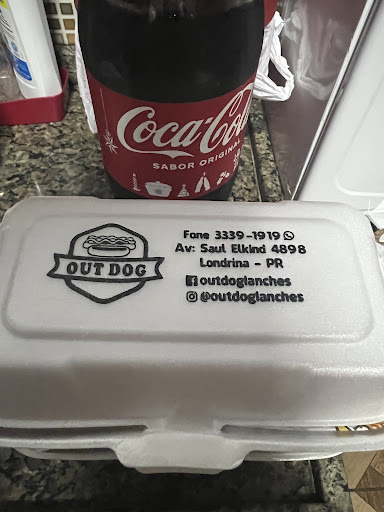 Coca-Cola
SABOR ORIGINAL
OUT DOG
Fone 3339-1919
Av: Saul Elkind 4898
Londrina - PR
outdoglanches
@outdoglanches